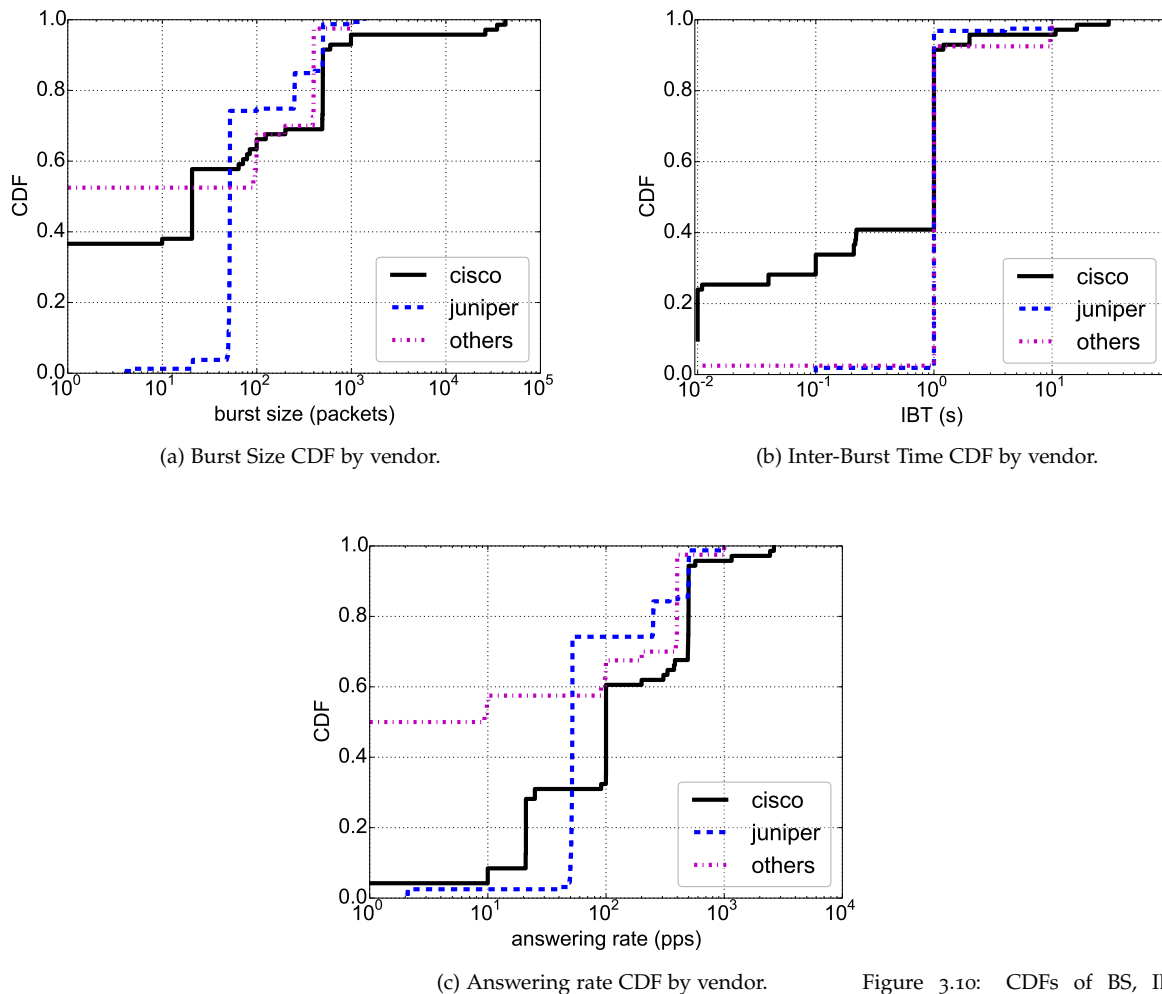 1.0
0.8
0.6
0.4
0.2
0.0
CDF
10^0 10^1 10^2 10^3 10^4 10^5
burst size (packets)
cisco
juniper
others
(a) Burst Size CDF by vendor.
1.0
0.8
0.6
0.4
0.2
0.0
CDF
10^-2 10^-1 10^0 10^1
IBT (s)
cisco
juniper
others
(b) Inter-Burst Time CDF by vendor.
1.0
0.8
0.6
0.4
0.2
0.0
CDF
10^0 10^1 10^2 10^3 10^4
answering rate (pps)
cisco
juniper
others
(c) Answering rate CDF by vendor.
Figure 3.10: CDFs of BS,